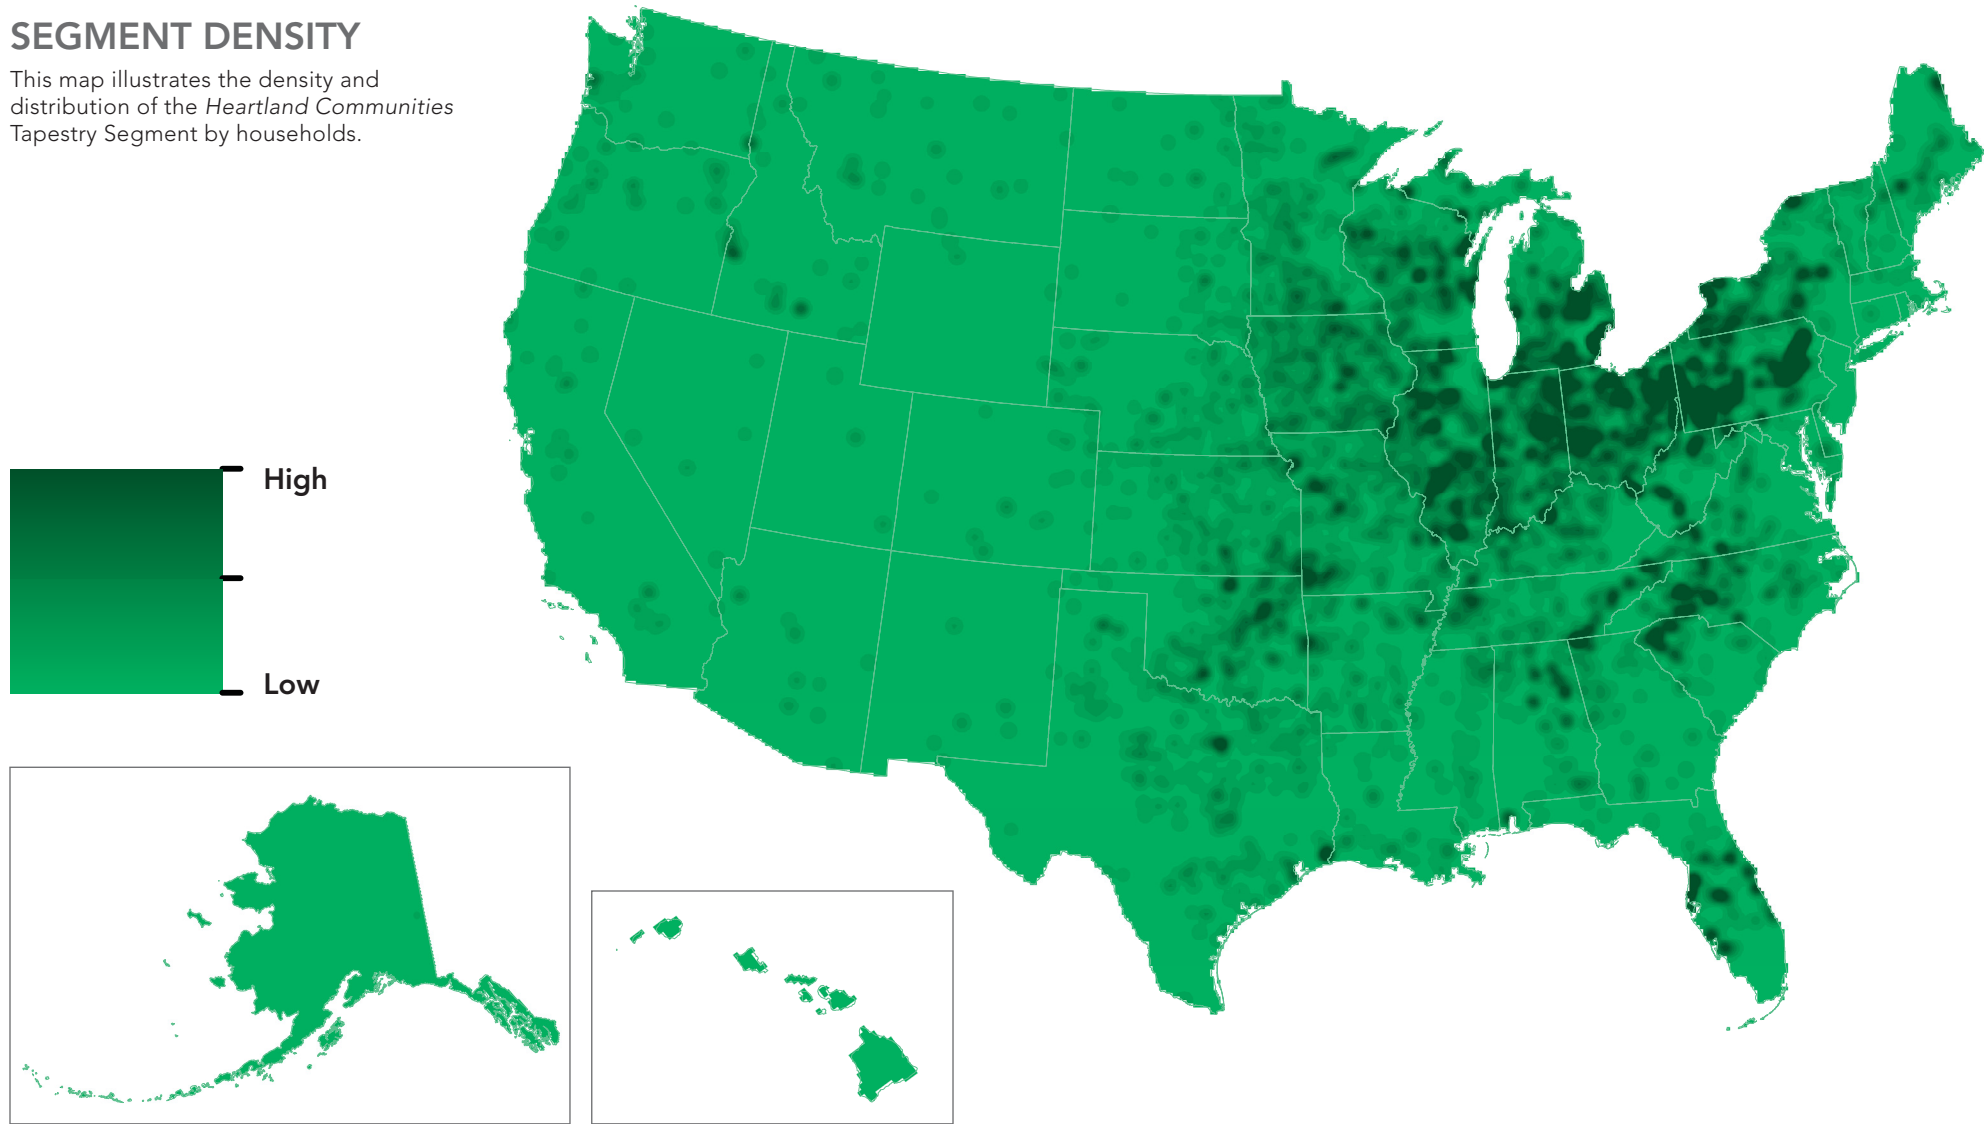 SEGMENT DENSITY
This map illustrates the density and
distribution of the Heartland Communities
Tapestry Segment by households.
High
Low